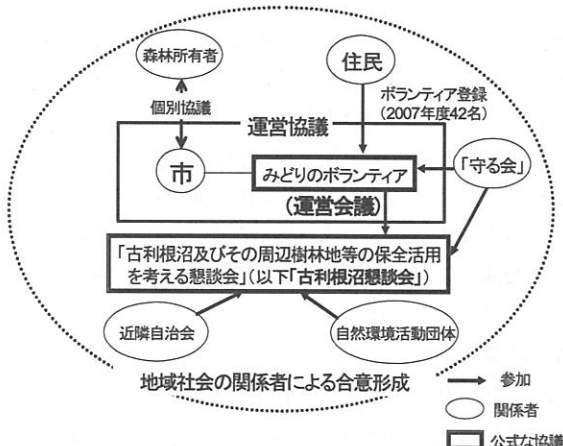 森林所有者
住民
個別協議
ボランティア登録
(2007年度42名)
運営協議
市
みどりのボランティア
「守る会」
(運営会議)
「古利根沼及びその周辺樹林地等の保全活用
を考える懇談会」(以下「古利根沼懇談会」)
近隣自治会
自然環境活動団体
地域社会の関係者による合意形成
参加
関係者
公式な協議